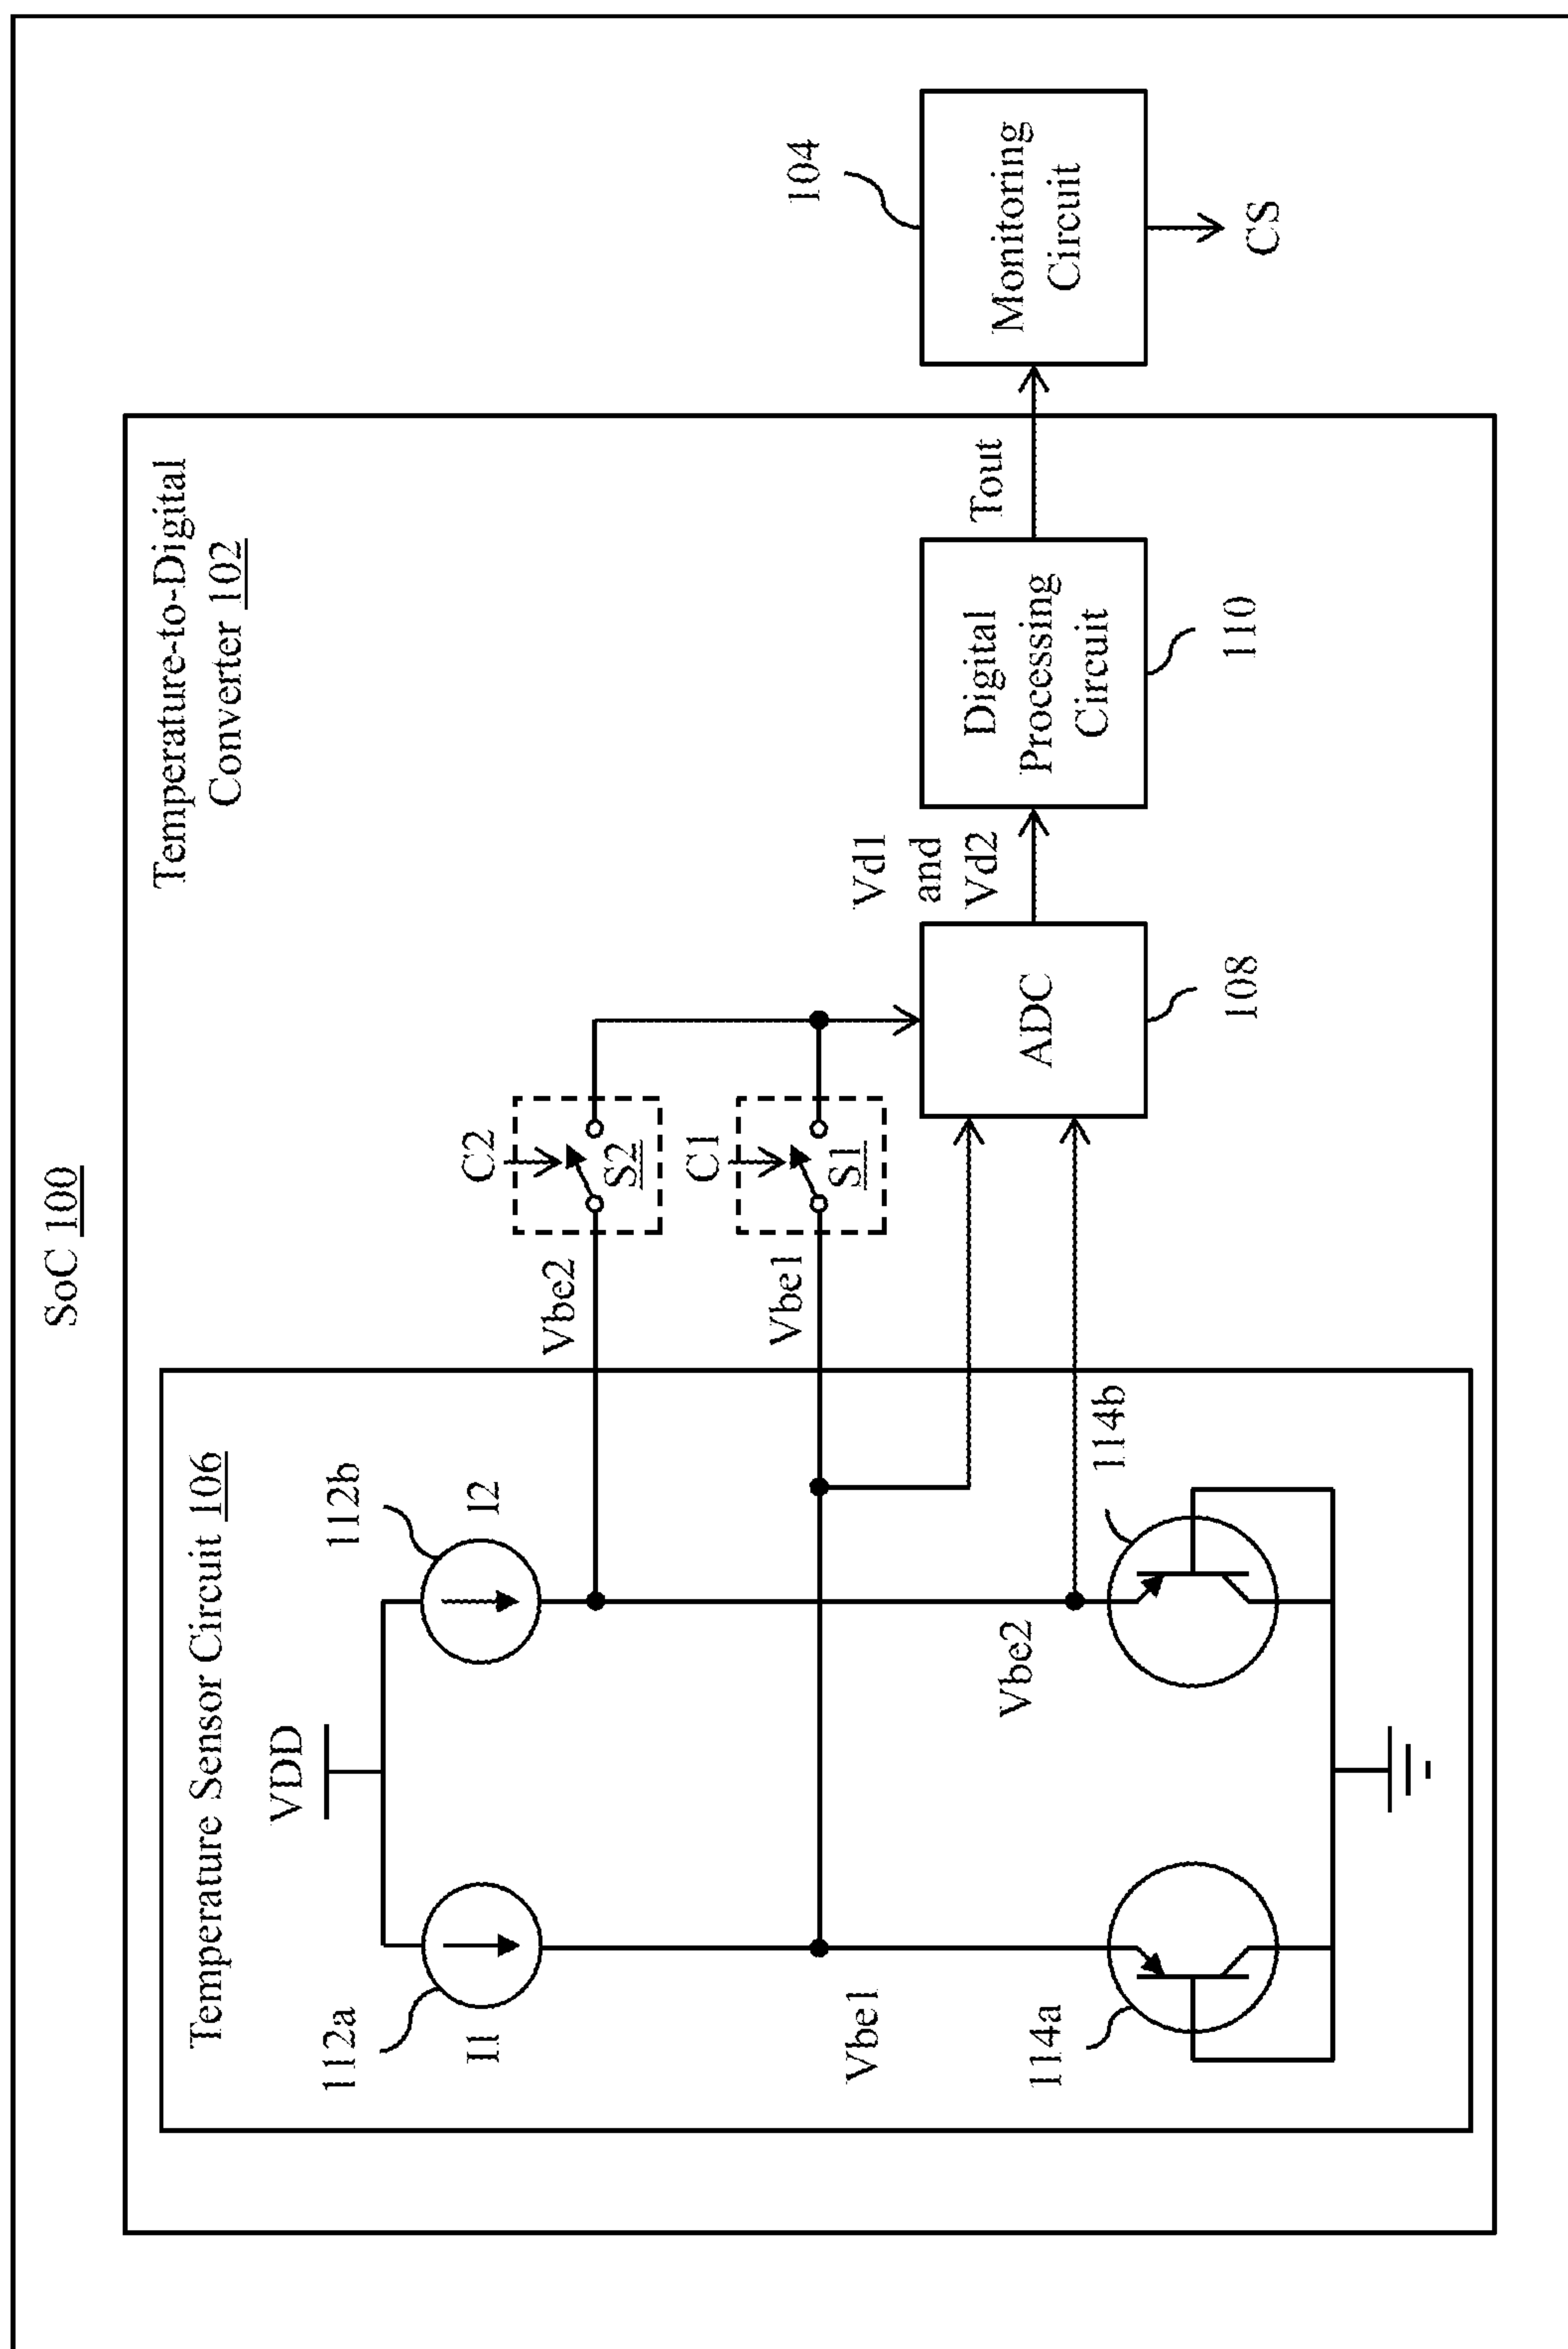 SoC 100
Temperature-to-Digital
Converter 102
Temperature Sensor Circuit 106
VDD
112a
I1
112b
I2
Vbe1
Vbe2
114a
114b
Vbe2
C2
S2
Vbe1
C1
S1
ADC
108
Vd1
and
Vd2
Digital
Processing
Circuit
110
Tout
104
Monitoring
Circuit
CS